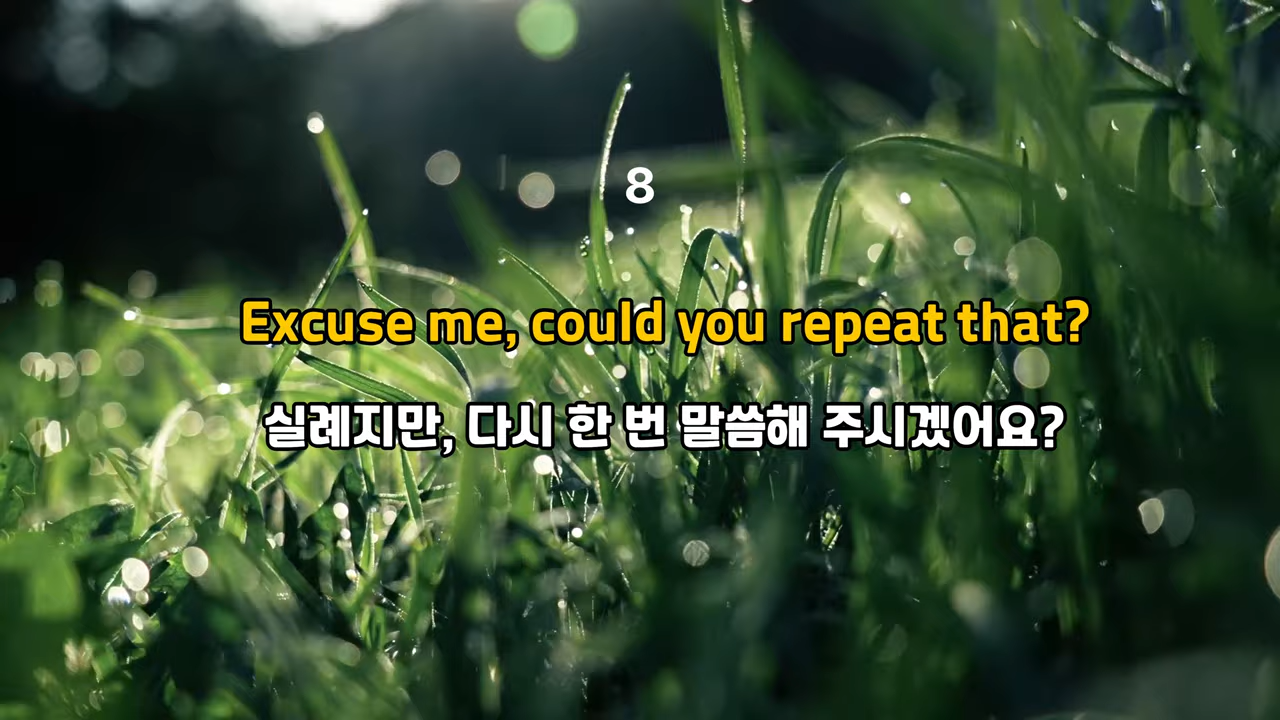 8
Excuse me, could you repeat that?
실례지만, 다시 한 번 말씀해 주시겠어요?